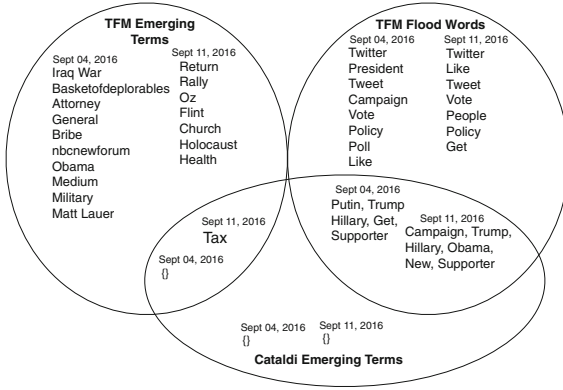 TFM Emerging
Terms
Sept 04, 2016
Iraq War
Basketofdeplorables
Attorney
General
Bribe
nbcnewforum
Obama
Medium
Military
Matt Lauer
Sept 11, 2016
Return
Rally
Oz
Flint
Church
Holocaust
Health
TFM Flood Words
Sept 04, 2016
Twitter
President
Tweet
Campaign
Vote
Policy
Poll
Like
Sept 11, 2016
Twitter
Like
Tweet
Vote
People
Policy
Get
Sept 11, 2016
Tax
Sept 04, 2016
{}
Sept 04, 2016
Putin, Trump
Hillary, Get,
Supporter
Sept 11, 2016
Campaign, Trump,
Hillary, Obama,
New, Supporter
Sept 04, 2016
{}
Sept 11, 2016
{}
Cataldi Emerging Terms